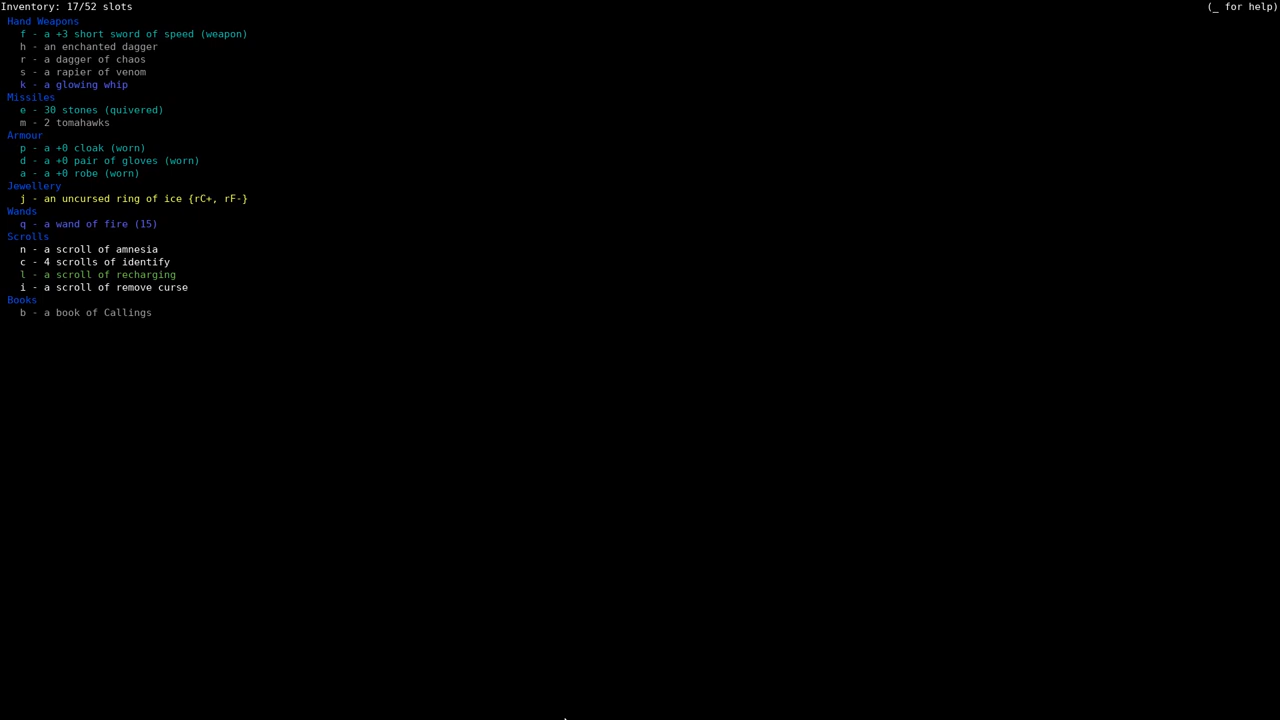 Inventory: 17/52 slots (_ for help)
Hand Weapons
f - a +3 short sword of speed (weapon)
h - an enchanted dagger
r - a dagger of chaos
s - a rapier of venom
k - a glowing whip
Missiles
e - 30 stones (quivered)
m - 2 tomahawks
Armour
p - a +0 cloak (worn)
d - a +0 pair of gloves (worn)
a - a +0 robe (worn)
Jewellery
j - an uncursed ring of ice {rC+, rF-}
Wands
q - a wand of fire (15)
Scrolls
n - a scroll of amnesia
c - 4 scrolls of identify
l - a scroll of recharging
i - a scroll of remove curse
Books
b - a book of Callings